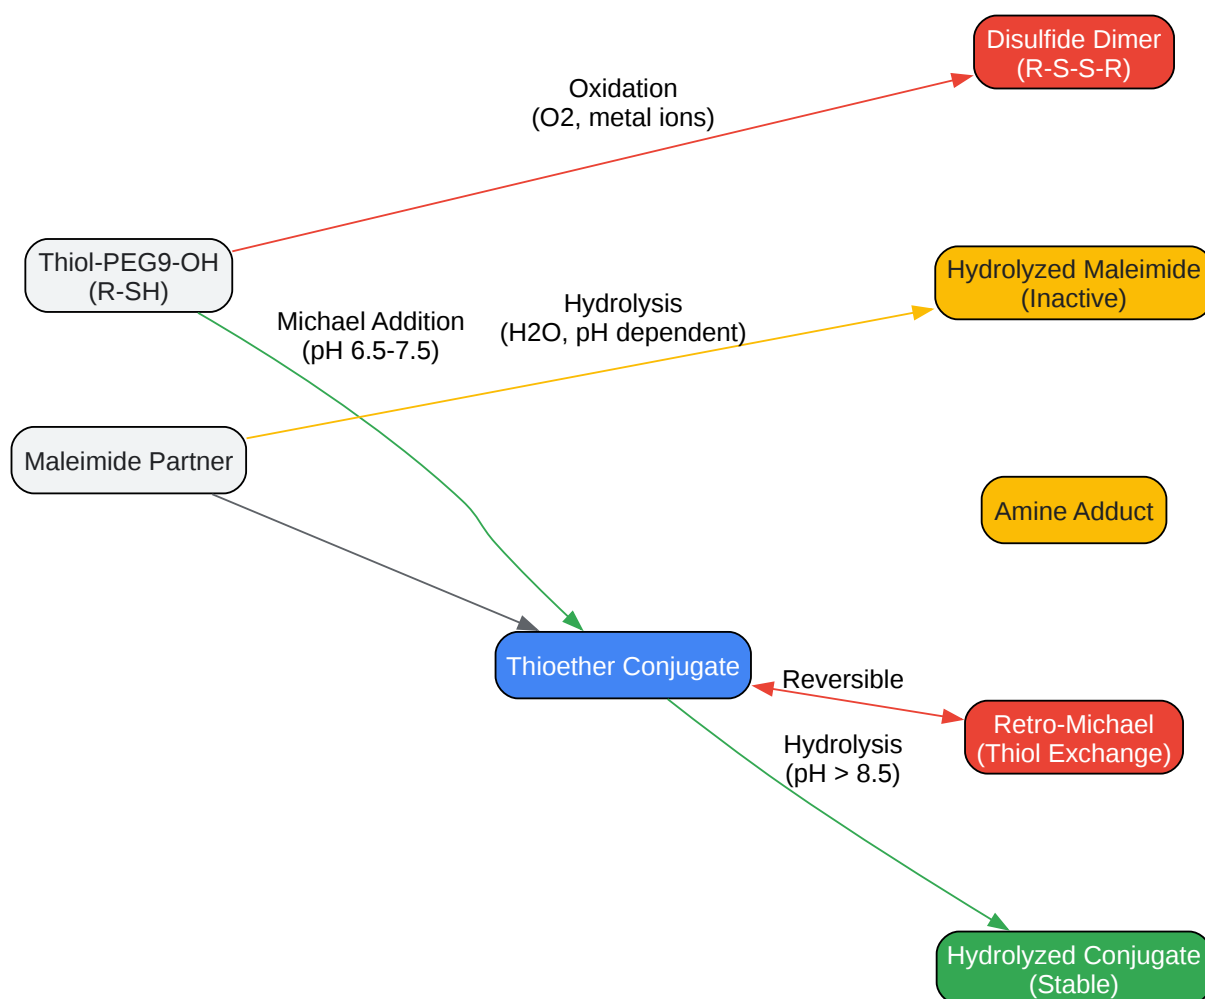 Disulfide Dimer
(R-S-S-R)
Oxidation
(O2, metal ions)
Thiol-PEG9-OH
(R-SH)
Hydrolyzed Maleimide
(Inactive)
Michael Addition
(pH 6.5-7.5)
Hydrolysis
(H2O, pH dependent)
Maleimide Partner
Amine Adduct
Thioether Conjugate
Reversible
Retro-Michael
(Thiol Exchange)
Hydrolysis
(pH > 8.5)
Hydrolyzed Conjugate
(Stable)